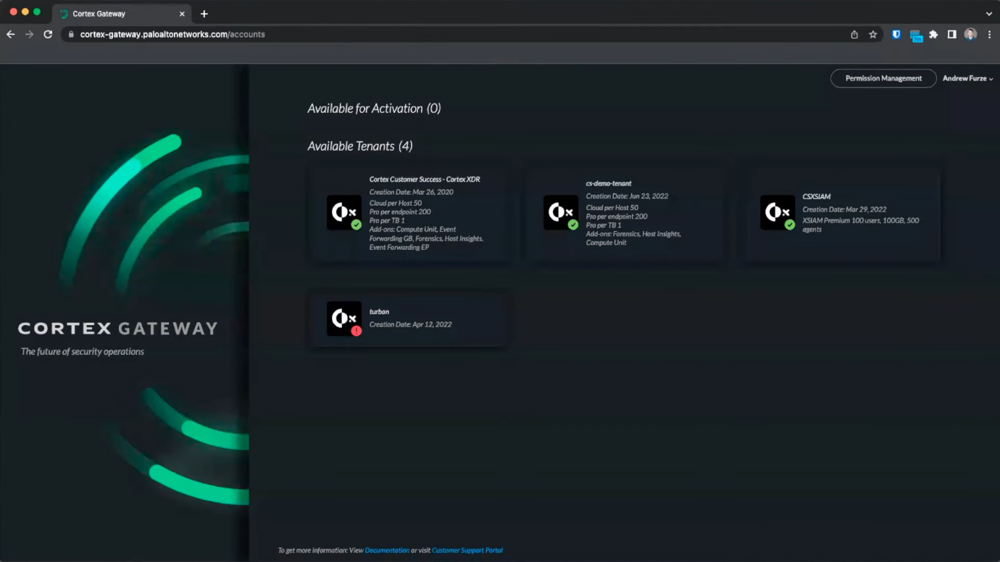 Cortex Gateway
cortex-gateway.paloaltonetworks.com/accounts
Permission Management
Andrew Furze
Available for Activation (0)
Available Tenants (4)
Cortex Customer Success - Cortex XDR
Creation Date: Mar 26, 2020
Cloud per Host 50
Pro per endpoint 200
Pro per TB 1
Add-ons: Compute Unit, Event
Forwarding GB, Forensics, Host Insights,
Event Forwarding EP
cs-demo-tenant
Creation Date: Jun 23, 2022
Cloud per Host 50
Pro per endpoint 200
Pro per TB 1
Add-ons: Forensics, Host Insights,
Compute Unit
CSXSIAM
Creation Date: Mar 29, 2022
XSIAM Premium 100 users, 100GB, 500
agents
turban
Creation Date: Apr 12, 2022
CORTEX GATEWAY
The future of security operations
To get more information: View Documentation or visit Customer Support Portal